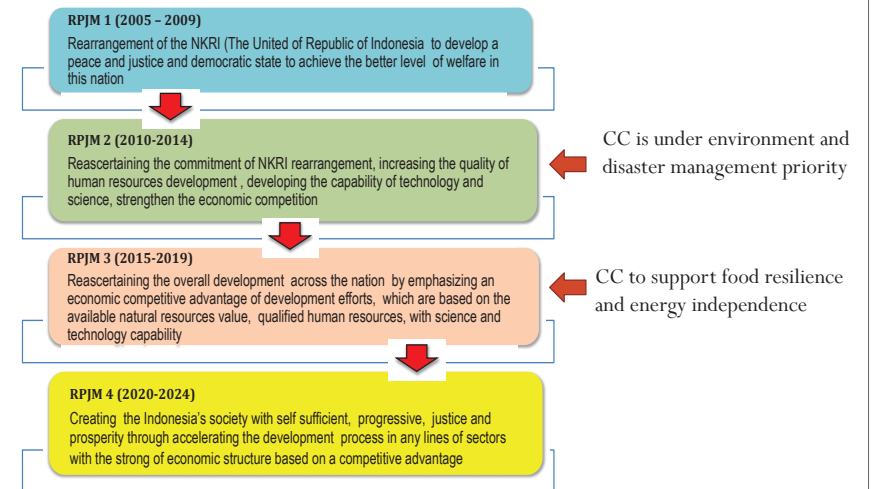 RPJM 1 (2005 – 2009)
Rearrangement of the NKRI (The United of Republic of Indonesia to develop a
peace and justice and democratic state to achieve the better level of welfare in
this nation
RPJM 2 (2010-2014)
Reascertaining the commitment of NKRI rearrangement, increasing the quality of
human resources development , developing the capability of technology and
science, strengthen the economic competition
CC is under environment and
disaster management priority
RPJM 3 (2015-2019)
Reascertaining the overall development across the nation by emphasizing an
economic competitive advantage of development efforts, which are based on the
available natural resources value, qualified human resources, with science and
technology capability
CC to support food resilience
and energy independence
RPJM 4 (2020-2024)
Creating the Indonesia's society with self sufficient, progressive, justice and
prosperity through accelerating the development process in any lines of sectors
with the strong of economic structure based on a competitive advantage